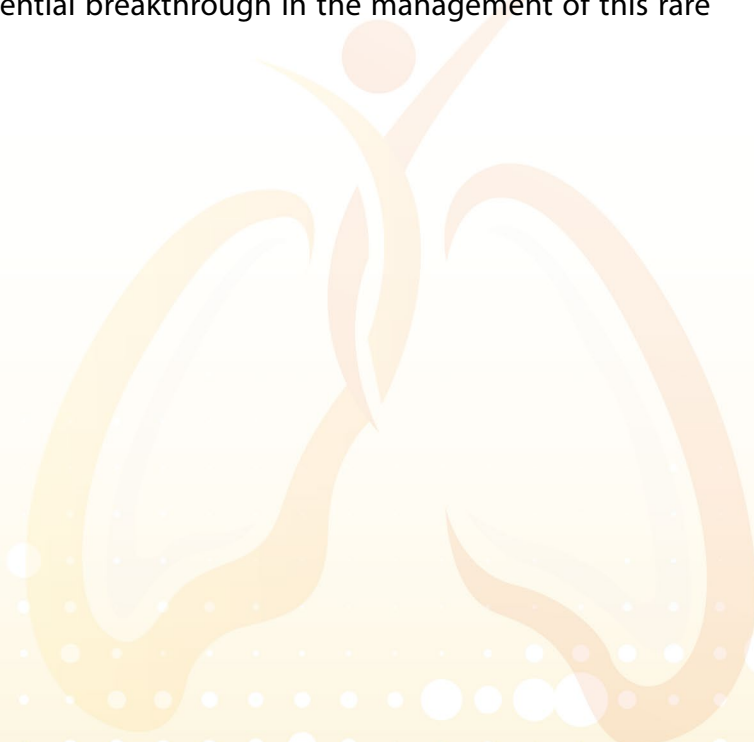 ential breakthrough in the management of this rare